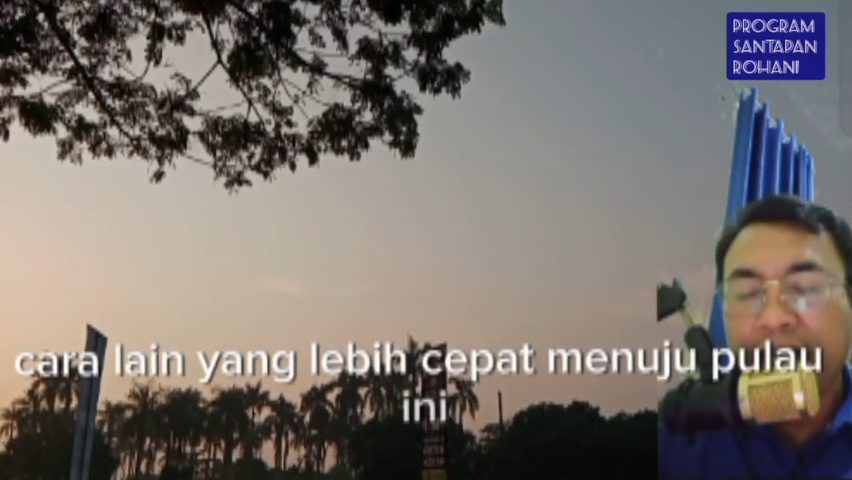 PROGRAM
SANTAPAN
ROHANI
cara lain yang lebih cepat menuju pulau
ini